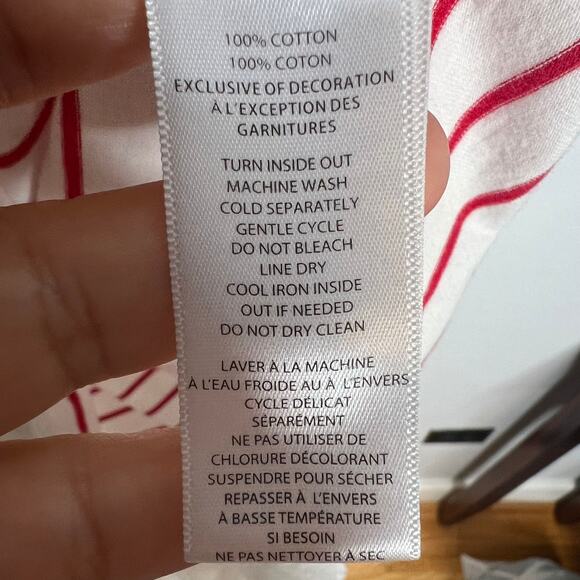 100% COTTON
100% COTON
EXCLUSIVE OF DECORATION
À L'EXCEPTION DES
GARNITURES
TURN INSIDE OUT
MACHINE WASH
COLD SEPARATELY
GENTLE CYCLE
DO NOT BLEACH
LINE DRY
COOL IRON INSIDE
OUT IF NEEDED
DO NOT DRY CLEAN
LAVER À LA MACHINE
À L'EAU FROIDE AU À L'ENVERS
CYCLE DÉLICAT
SÉPARÉMENT
NE PAS UTILISER DE
CHLORURE DÉCOLORANT
SUSPENDRE POUR SÉCHER
REPASSER À L'ENVERS
À BASSE TEMPÉRATURE
SI BESOIN
NE PAS NETTOYER À SEC